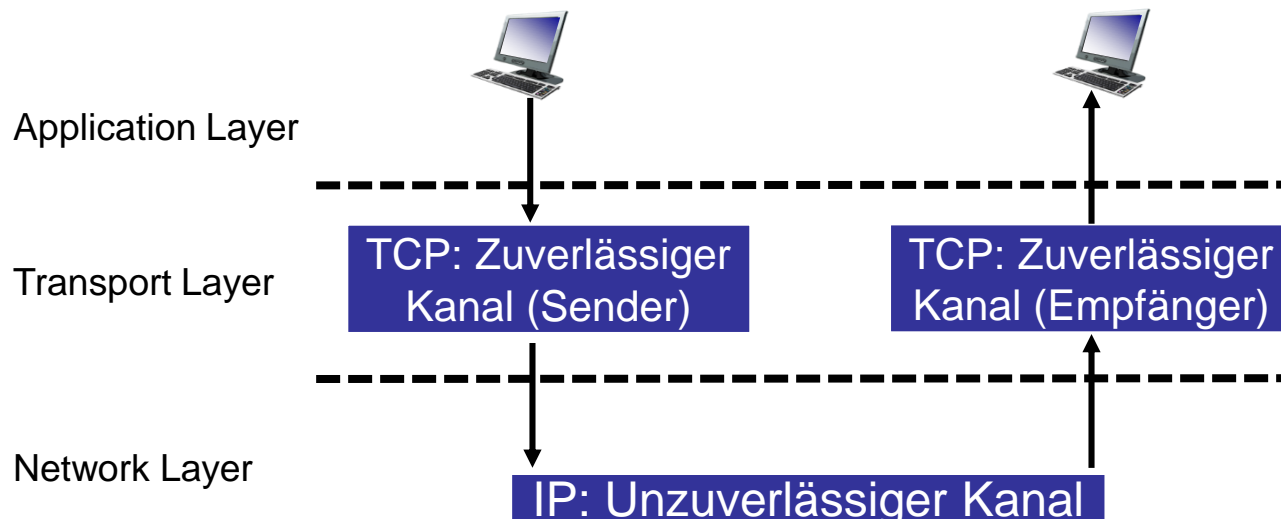 Application Layer
Transport Layer
TCP: Zuverlässiger
Kanal (Sender)
TCP: Zuverlässiger
Kanal (Empfänger)
Network Layer
IP: Unzuverlässiger Kanal